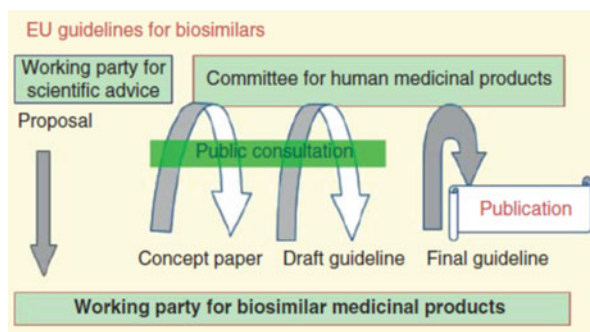 EU guidelines for biosimilars
Working party for
scientific advice
Committee for human medicinal products
Proposal
Public consultation
Publication
Concept paper
Draft guideline
Final guideline
Working party for biosimilar medicinal products